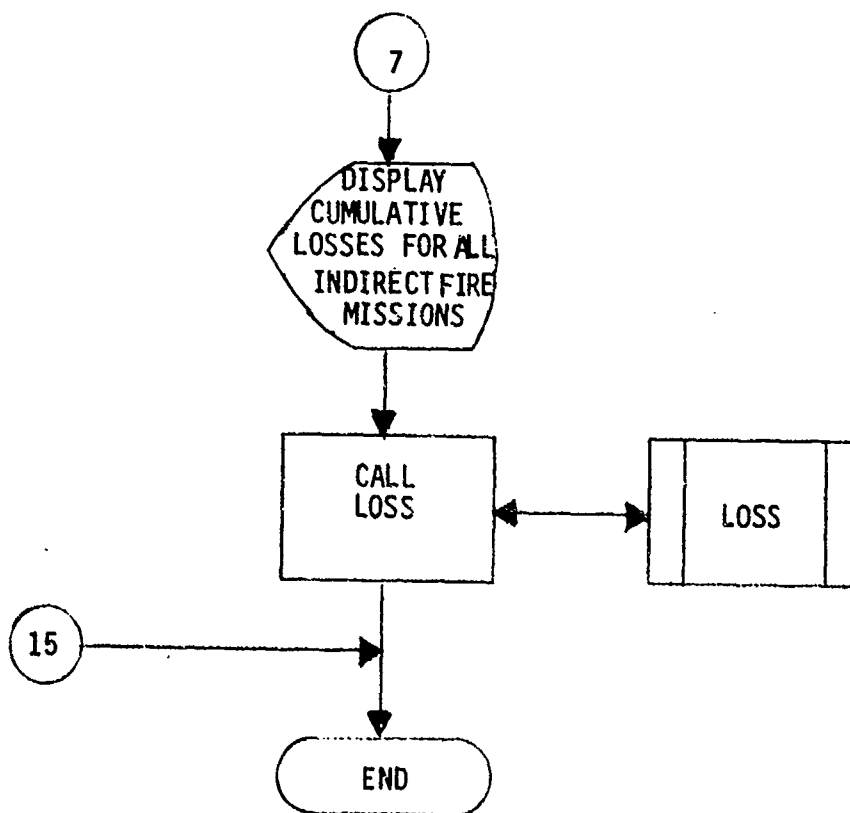 7
DISPLAY
CUMULATIVE
LOSSES FOR ALL
INDIRECT FIRE
MISSIONS
CALL
LOSS
LOSS
15
END